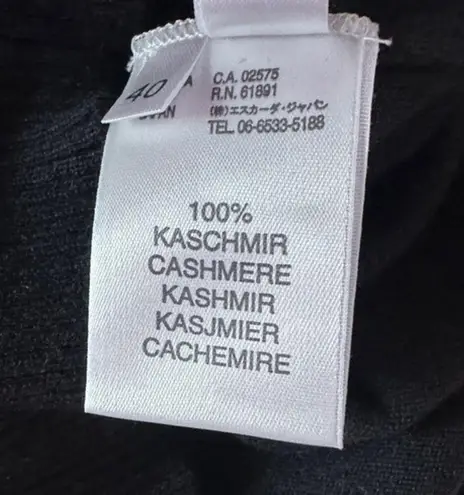 40
A C.A. 02575
R.N. 61891
(株)エスカーダ・ジャパン
TEL. 06-6533-5188
100%
KASCHMIR
CASHMERE
KASHMIR
KASJMIER
CACHEMIRE